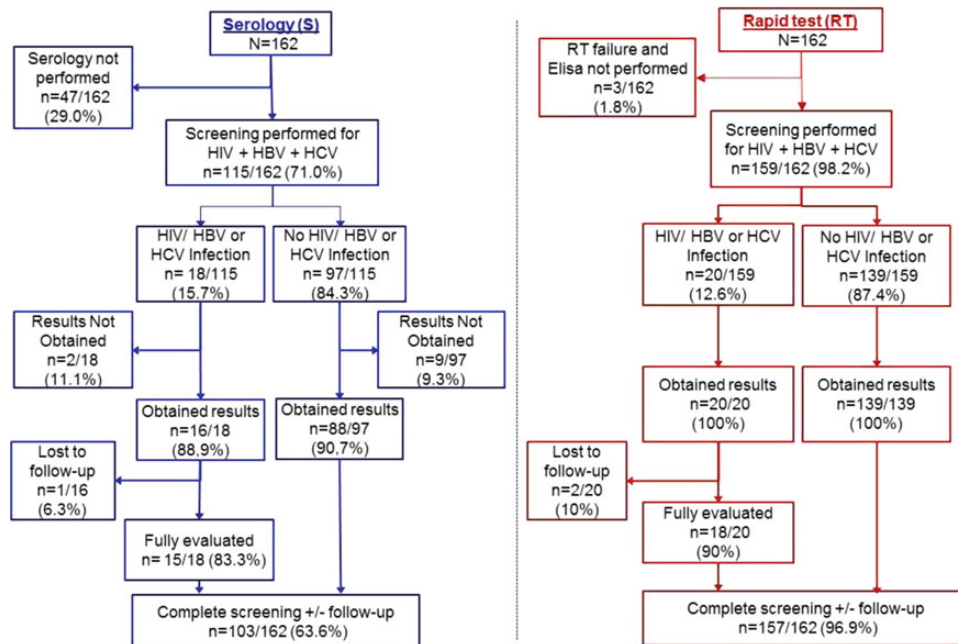 Serology (S)
N=162
Serology not
performed
n=47/162
(29.0%)
Screening performed for
HIV + HBV + HCV
n=115/162 (71.0%)
HIV/ HBV or
HCV Infection
n= 18/115
(15.7%)
No HIV/ HBV or
HCV Infection
n= 97/115
(84.3%)
Results Not
Obtained
n=2/18
(11.1%)
Results Not
Obtained
n=9/97
(9.3%)
Obtained results
n=16/18
(88,9%)
Obtained results
n=88/97
(90,7%)
Lost to
follow-up
n=1/16
(6.3%)
Fully evaluated
n= 15/18 (83.3%)
Complete screening +/- follow-up
n=103/162 (63.6%)
Rapid test (RT)
N=162
RT failure and
Elisa not performed
n=3/162
(1.8%)
Screening performed
for HIV + HBV + HCV
n=159/162 (98.2%)
HIV/ HBV or HCV
Infection
n=20/159
(12.6%)
No HIV/ HBV or
HCV Infection
n=139/159
(87.4%)
Obtained results
n=20/20
(100%)
Obtained results
n=139/139
(100%)
Lost to
follow-up
n=2/20
(10%)
Fully evaluated
n=18/20
(90%)
Complete screening +/- follow-up
n=157/162 (96.9%)